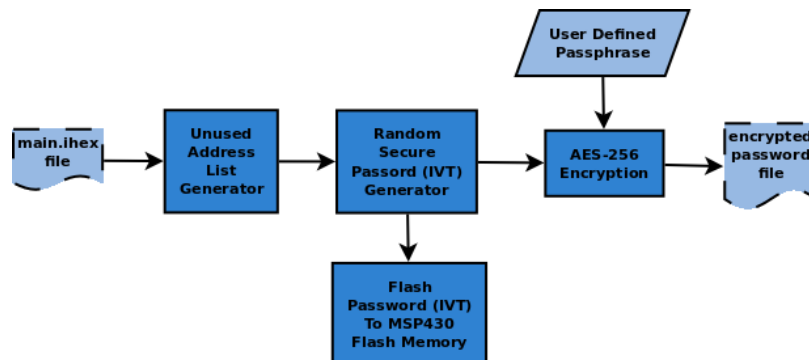 User Defined
Passphrase
main.ihex
file
Unused
Address
List
Generator
Random
Secure
Passord (IVT)
Generator
AES-256
Encryption
encrypted
password
file
Flash
Password (IVT)
To MSP430
Flash Memory